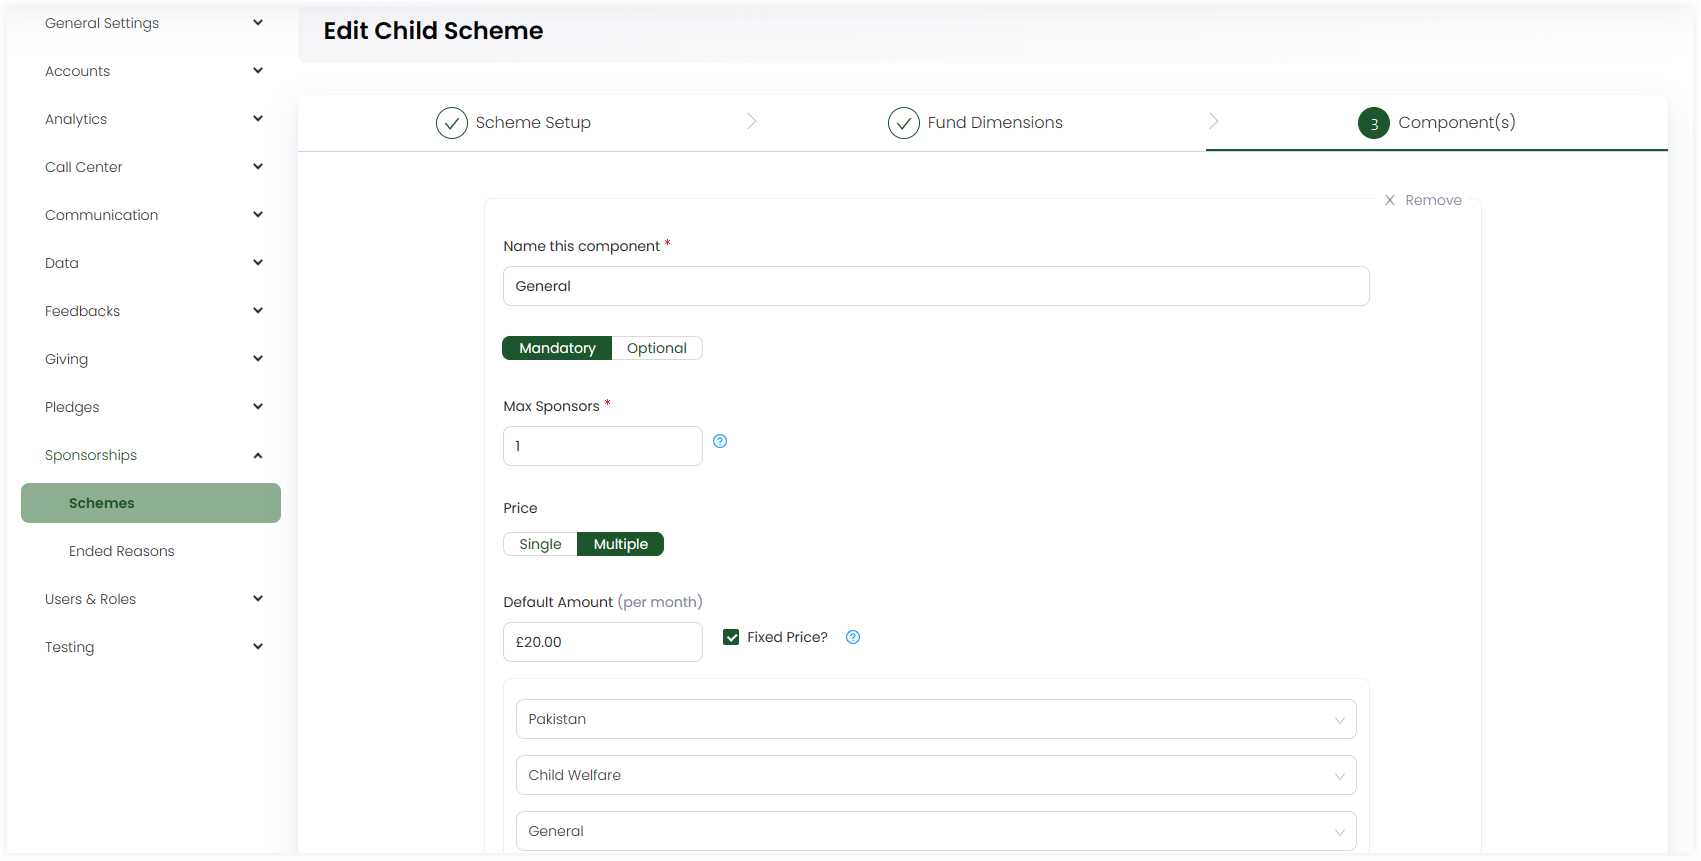 General Settings
Accounts
Analytics
Call Center
Communication
Data
Feedbacks
Giving
Pledges
Sponsorships
Schemes
Ended Reasons
Users & Roles
Testing
Edit Child Scheme
Scheme Setup
Fund Dimensions
3 Component(s)
Remove
Name this component *
General
Mandatory Optional
Max Sponsors *
1
Price
Single Multiple
Default Amount (per month)
£20.00 Fixed Price?
Pakistan
Child Welfare
General